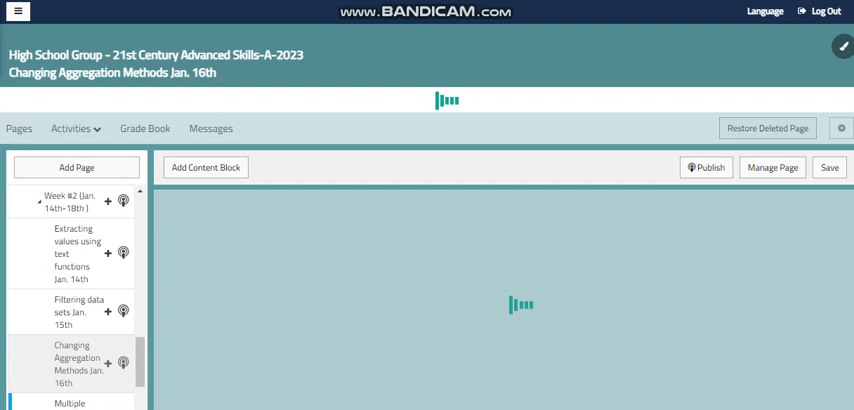 www.BANDICAM.com
Language
Log Out
High School Group - 21st Century Advanced Skills-A-2023
Changing Aggregation Methods Jan. 16th
Pages
Activities
Grade Book
Messages
Restore Deleted Page
Add Page
Add Content Block
Publish
Manage Page
Save
Week #2 (Jan.
14th-18th )
Extracting
values using
text
functions
Jan. 14th
Filtering data
sets Jan.
15th
Changing
Aggregation
Methods Jan.
16th
Multiple